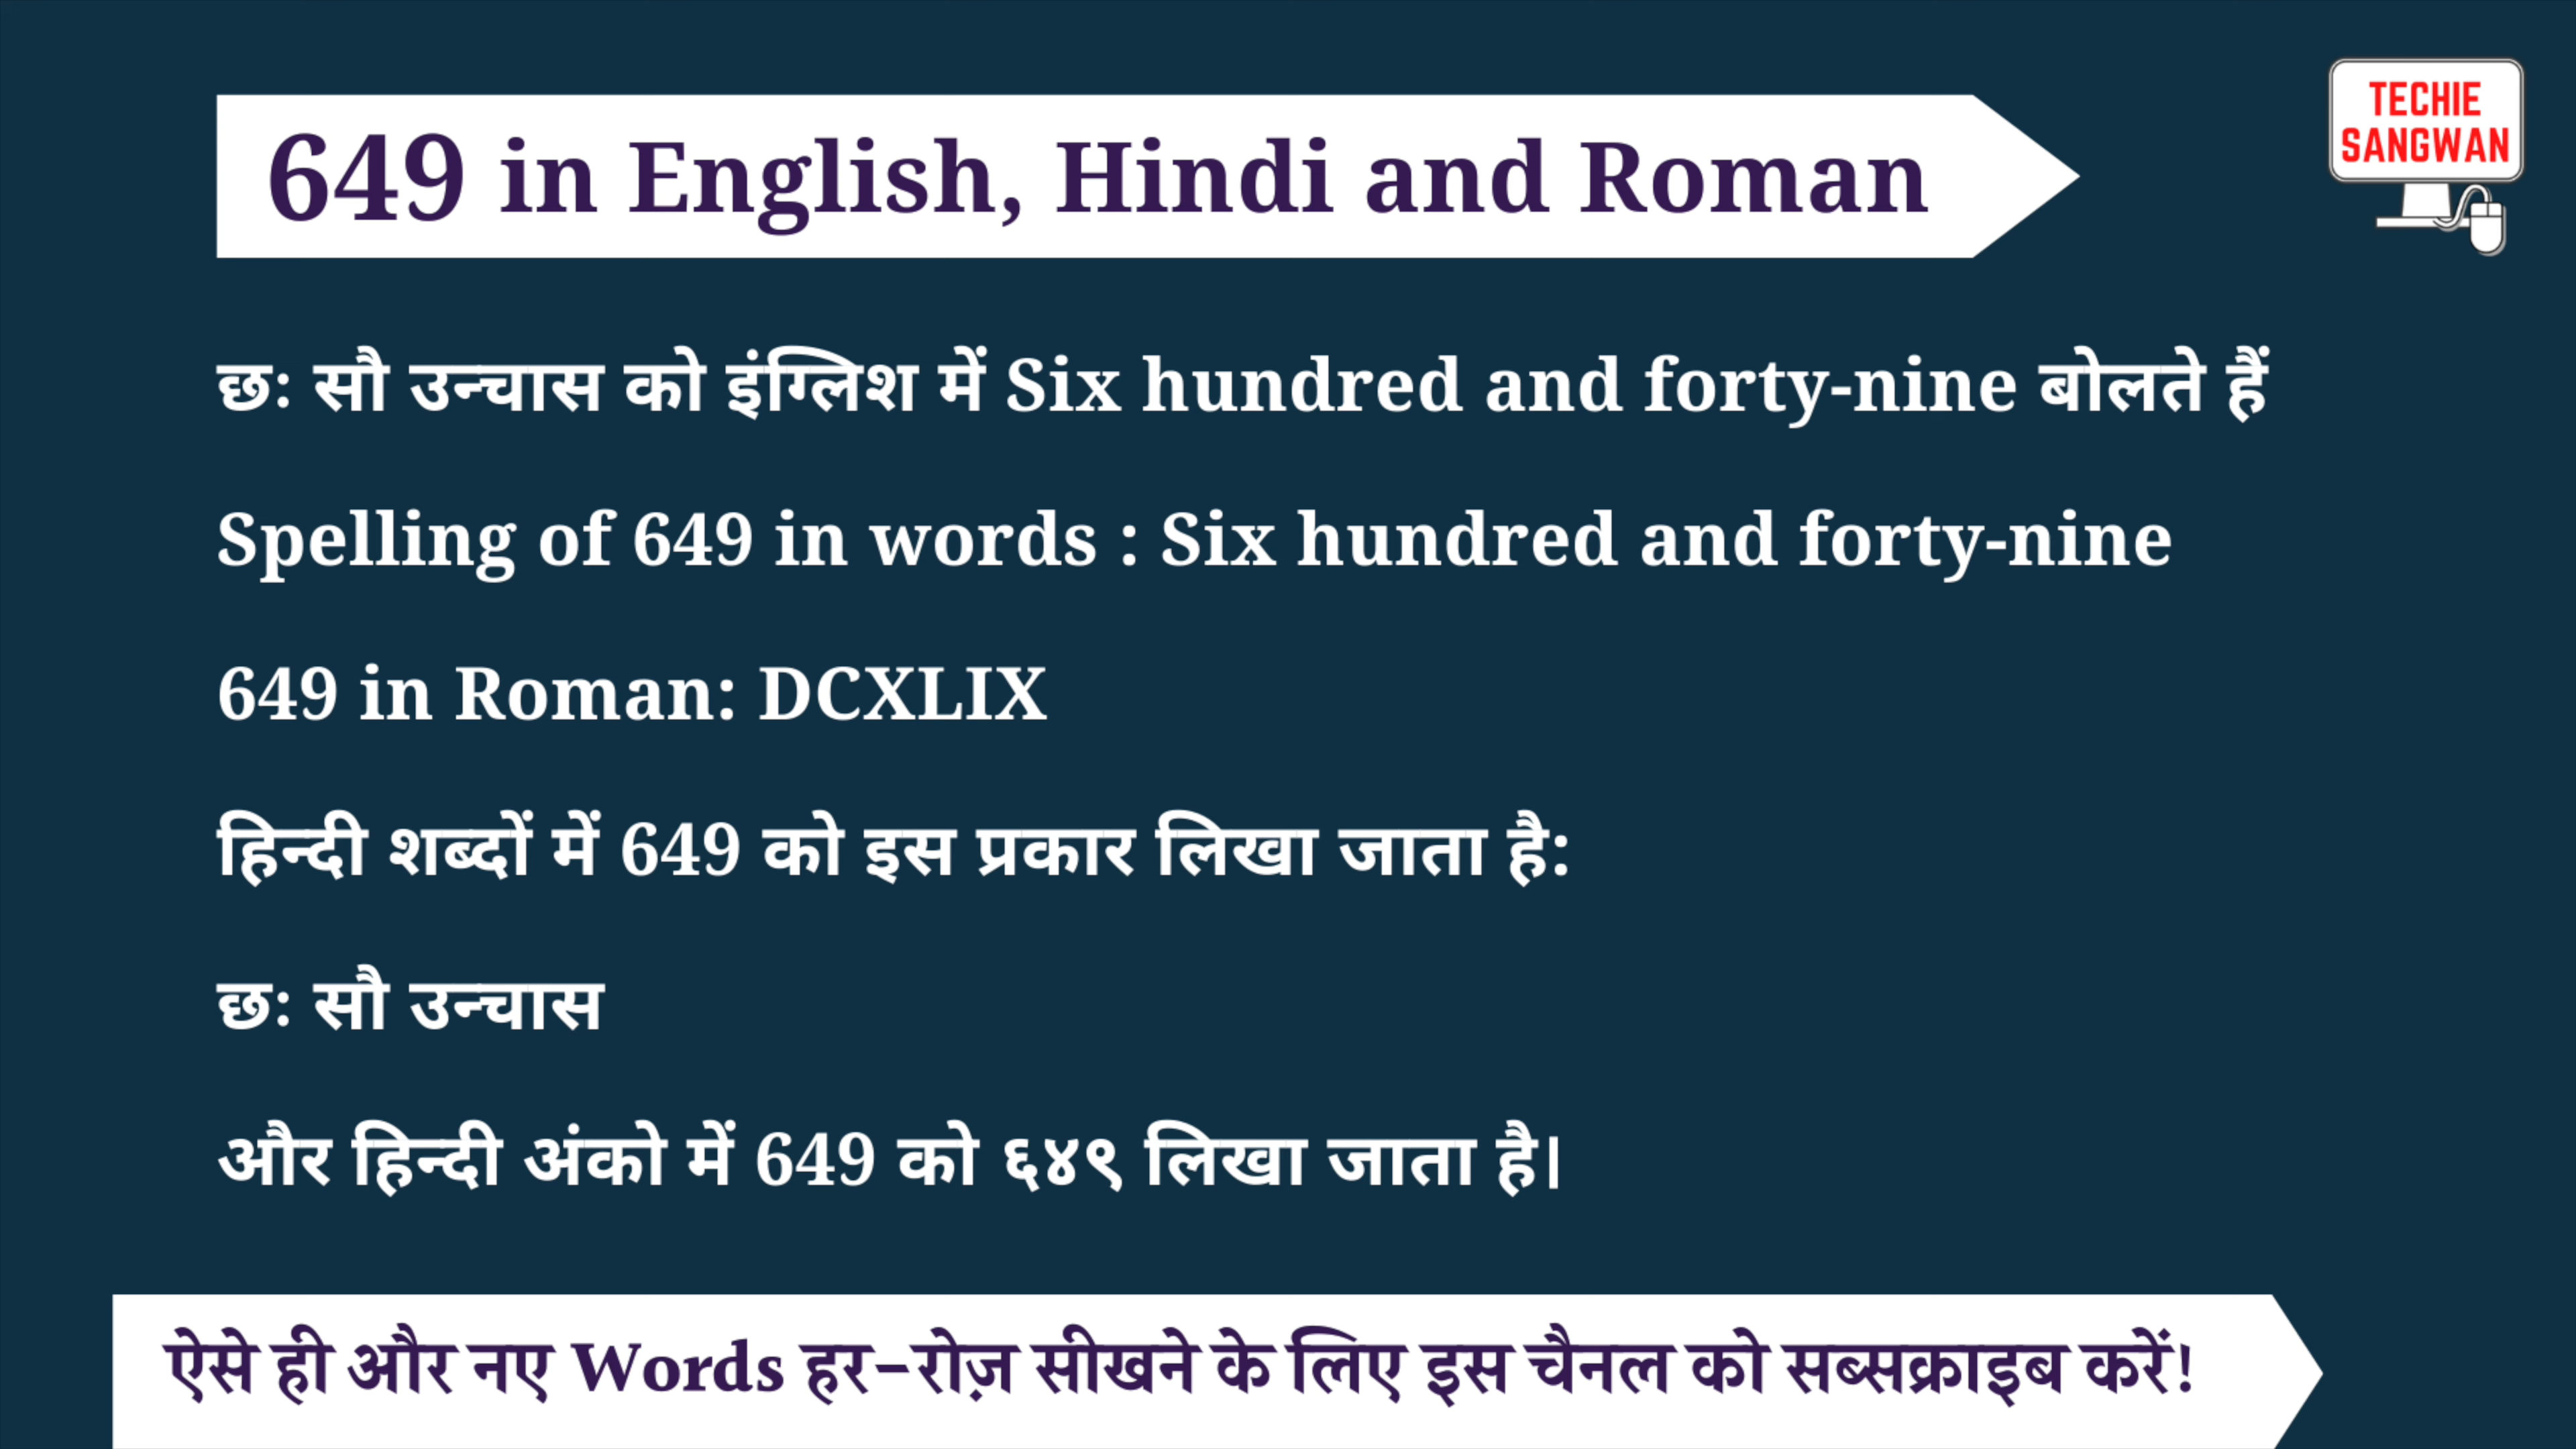 649 in English, Hindi and Roman
TECHIE
SANGWAN
छः सौ उन्चास को इंग्लिश में Six hundred and forty-nine बोलते हैं
Spelling of 649 in words : Six hundred and forty-nine
649 in Roman: DCXLIX
हिन्दी शब्दों में 649 को इस प्रकार लिखा जाता है:
छः सौ उन्चास
और हिन्दी अंको में 649 को ६४९ लिखा जाता है।
ऐसे ही और नए Words हर-रोज़ सीखने के लिए इस चैनल को सब्सक्राइब करें!